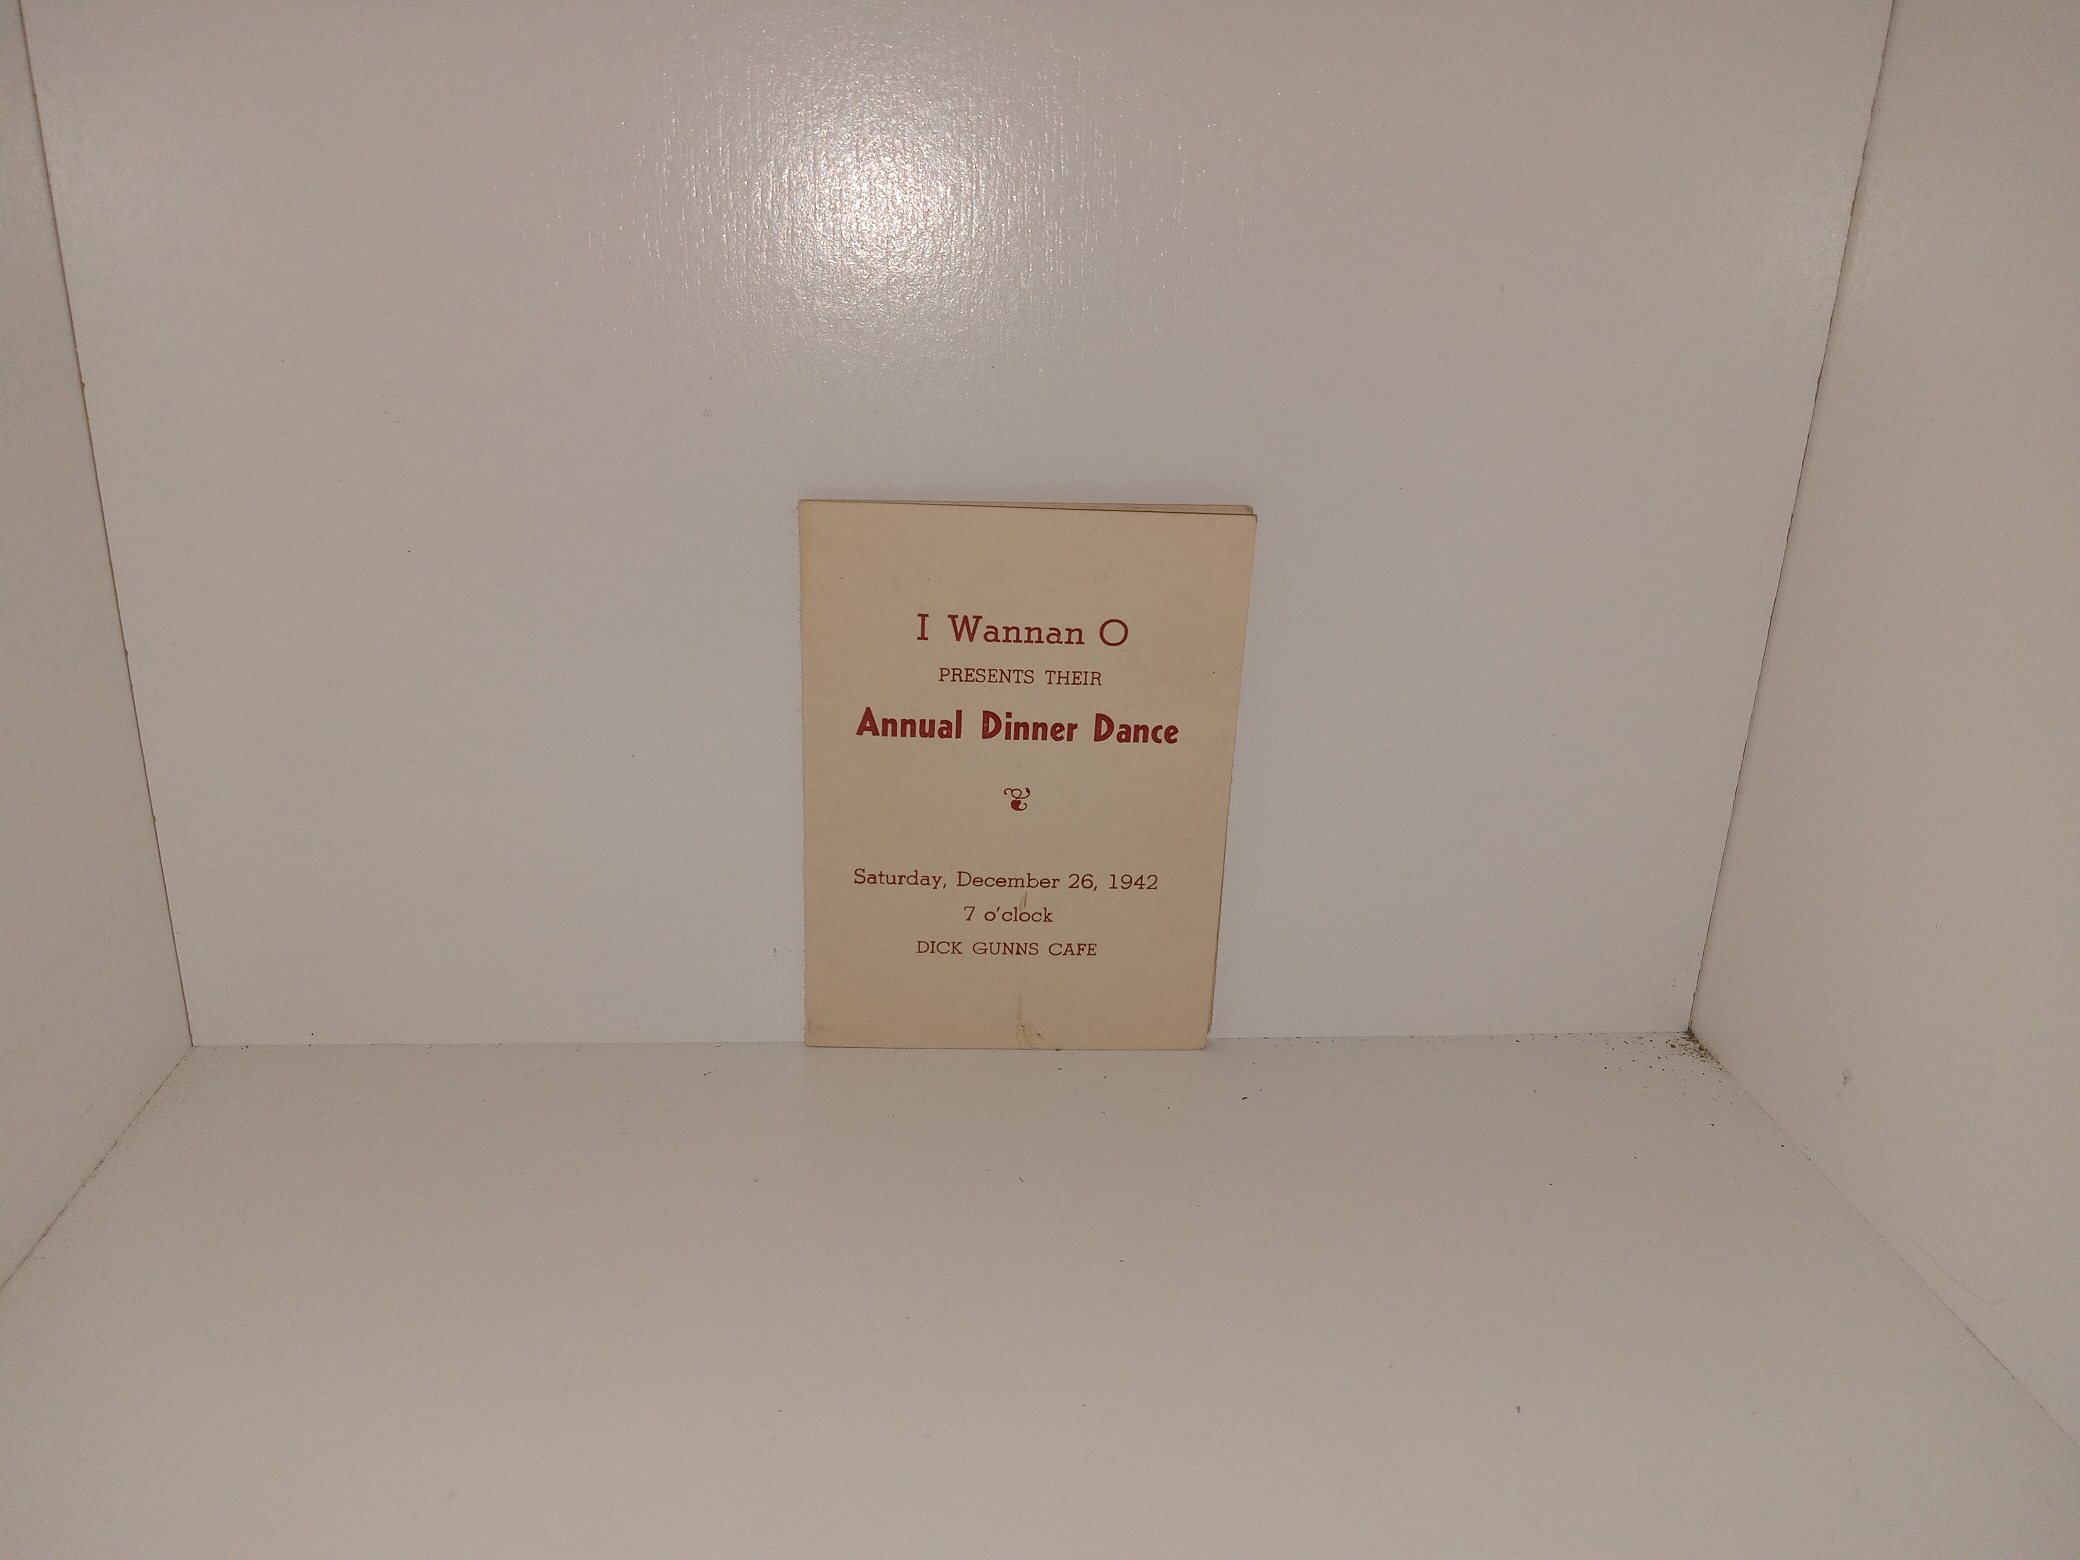 I Wannan O
PRESENTS THEIR
Annual Dinner Dance
Saturday, December 26, 1942
7 o'clock
DICK GUNNS CAFE